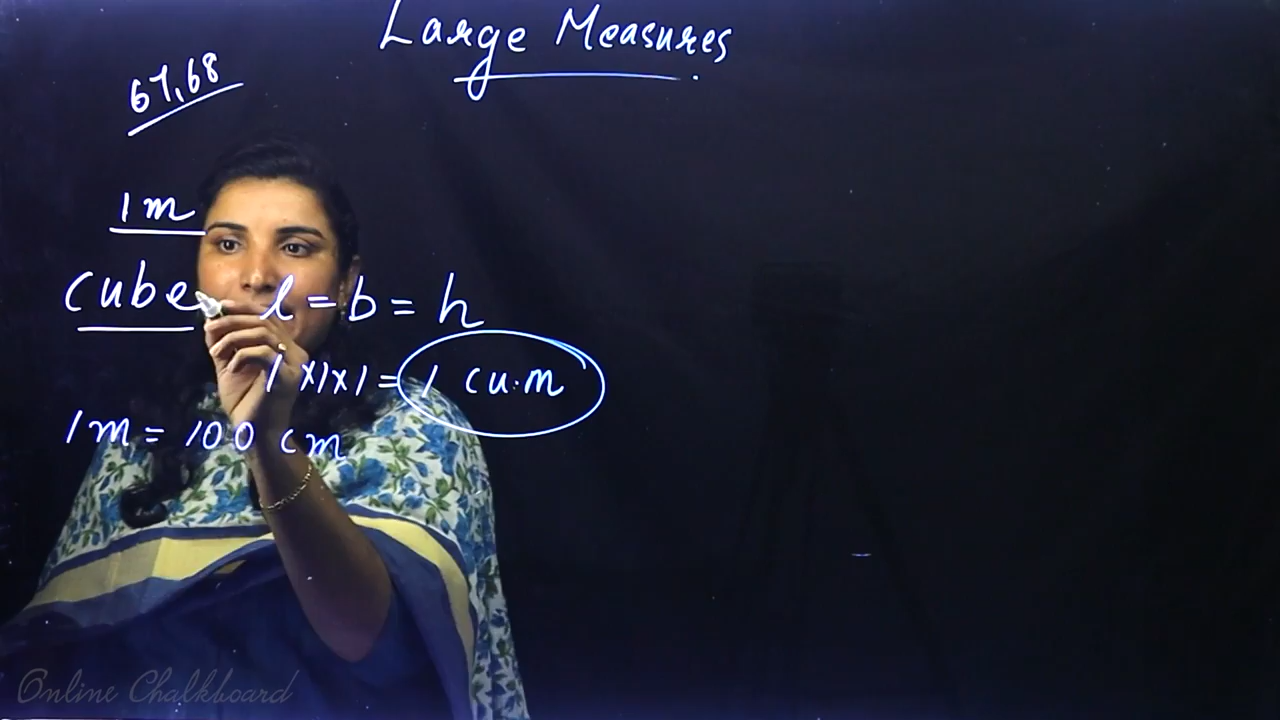 Large Measures
67,68
1m
Cube l = b = h
1×1×1 = 1 cu.m
1m = 100 cm
Online Chalkboard